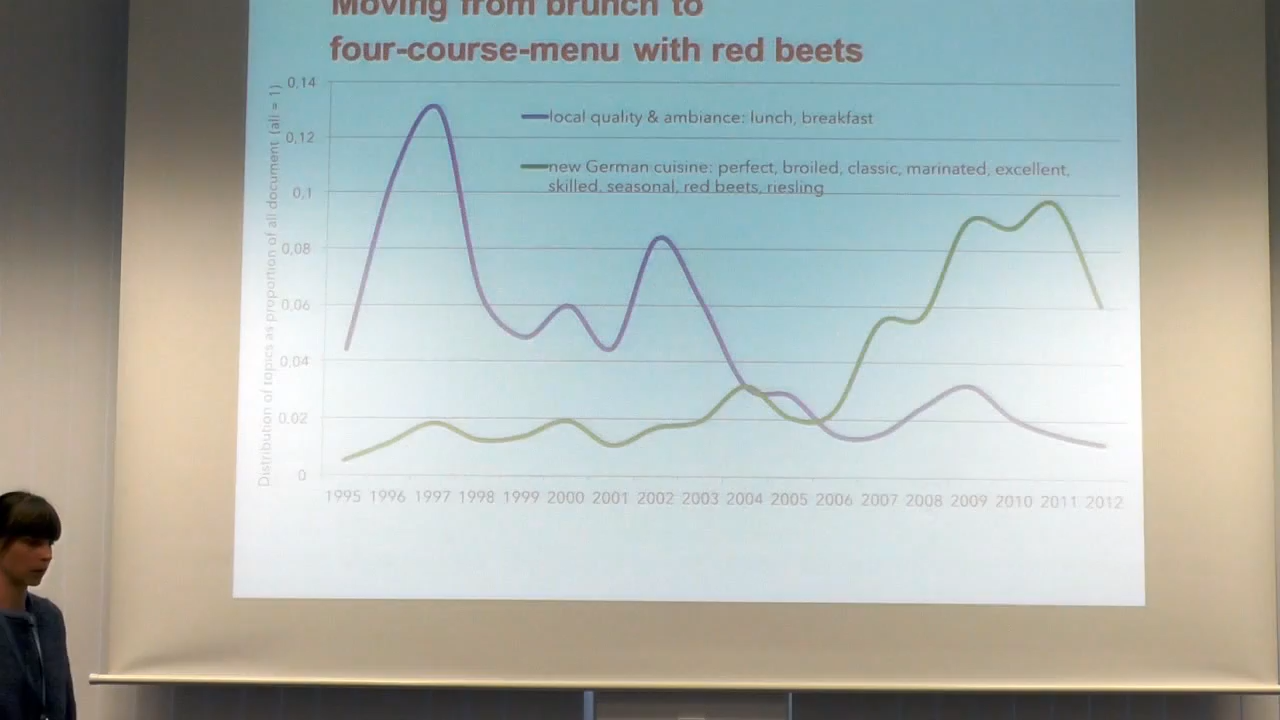 Moving from brunch to
four-course-menu with red beets
Distribution of topics as proportion of all document (all = 1)
0,14
0,12
0,1
0,08
0,06
0,04
0,02
0
local quality & ambiance: lunch, breakfast
new German cuisine: perfect, broiled, classic, marinated, excellent,
skilled, seasonal, red beets, riesling
1995 1996 1997 1998 1999 2000 2001 2002 2003 2004 2005 2006 2007 2008 2009 2010 2011 2012